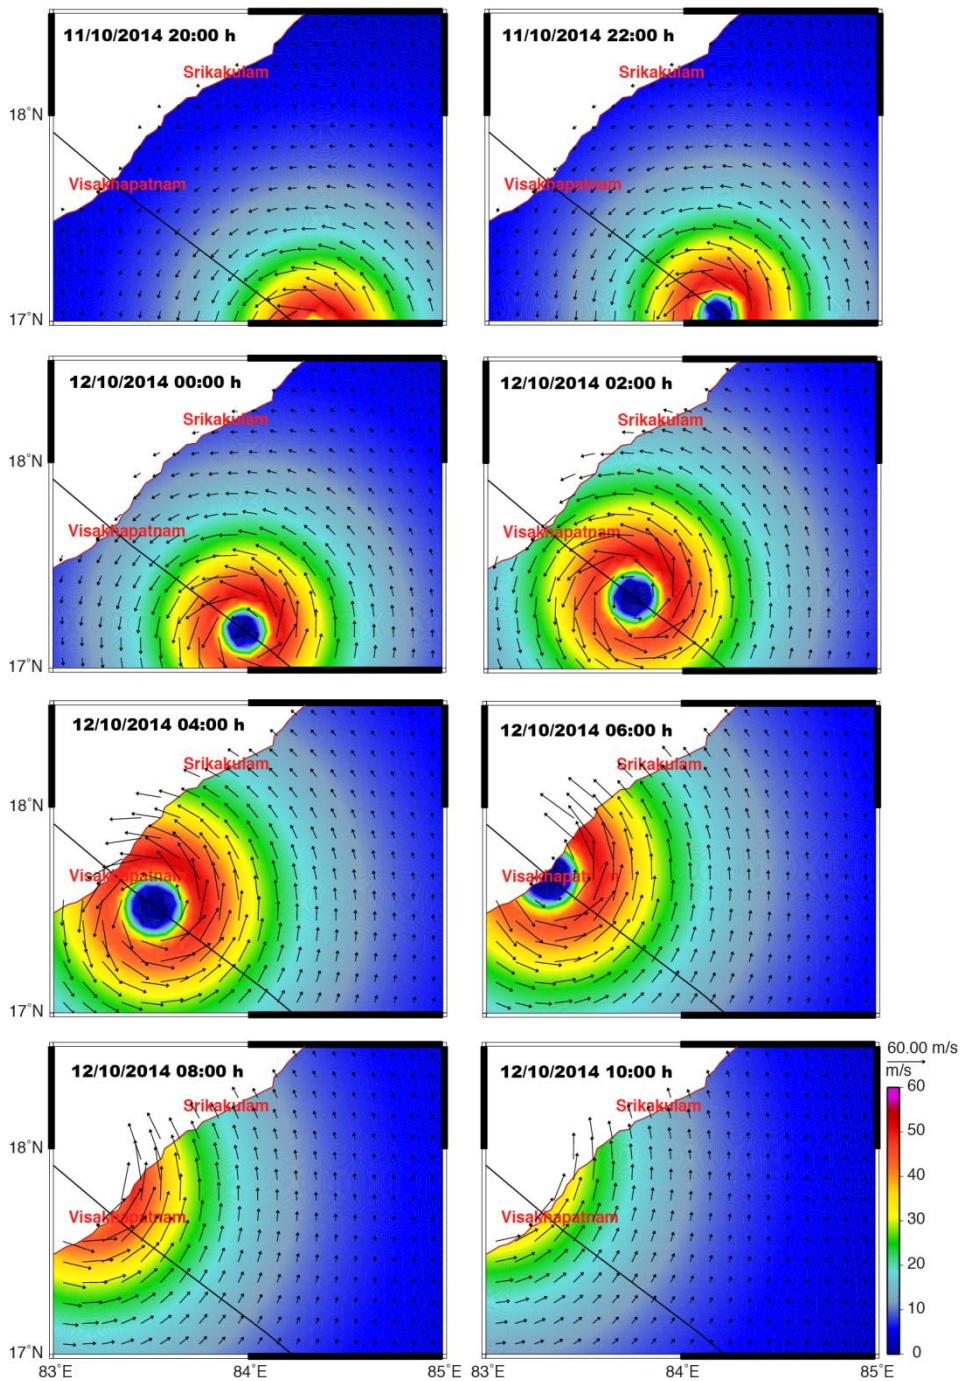 11/10/2014 20:00 h
Srikakulam
18°N
Visakhapatnam
17°N
11/10/2014 22:00 h
Srikakulam
Visakhapatnam
12/10/2014 00:00 h
Srikakulam
18°N
Visakhapatnam
17°N
12/10/2014 02:00 h
Srikakulam
Visakhapatnam
12/10/2014 04:00 h
Srikakulam
18°N
Visakhapatnam
17°N
12/10/2014 06:00 h
Srikakulam
Visakhapatnam
12/10/2014 08:00 h
Srikakulam
18°N
Visakhapatnam
17°N
83°E 84°E 85°E
12/10/2014 10:00 h
Srikakulam
Visakhapatnam
83°E 84°E 85°E
60.00 m/s
m/s
60
50
40
30
20
10
0